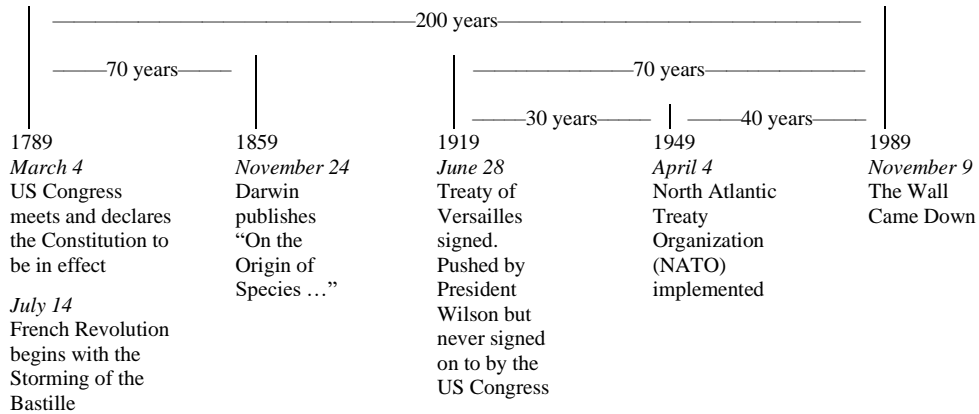 200 years
70 years
70 years
30 years
40 years
1789
March 4
US Congress
meets and declares
the Constitution to
be in effect
July 14
French Revolution
begins with the
Storming of the
Bastille
1859
November 24
Darwin
publishes
“On the
Origin of
Species …”
1919
June 28
Treaty of
Versailles
signed.
Pushed by
President
Wilson but
never signed
on to by the
US Congress
1949
April 4
North Atlantic
Treaty
Organization
(NATO)
implemented
1989
November 9
The Wall
Came Down